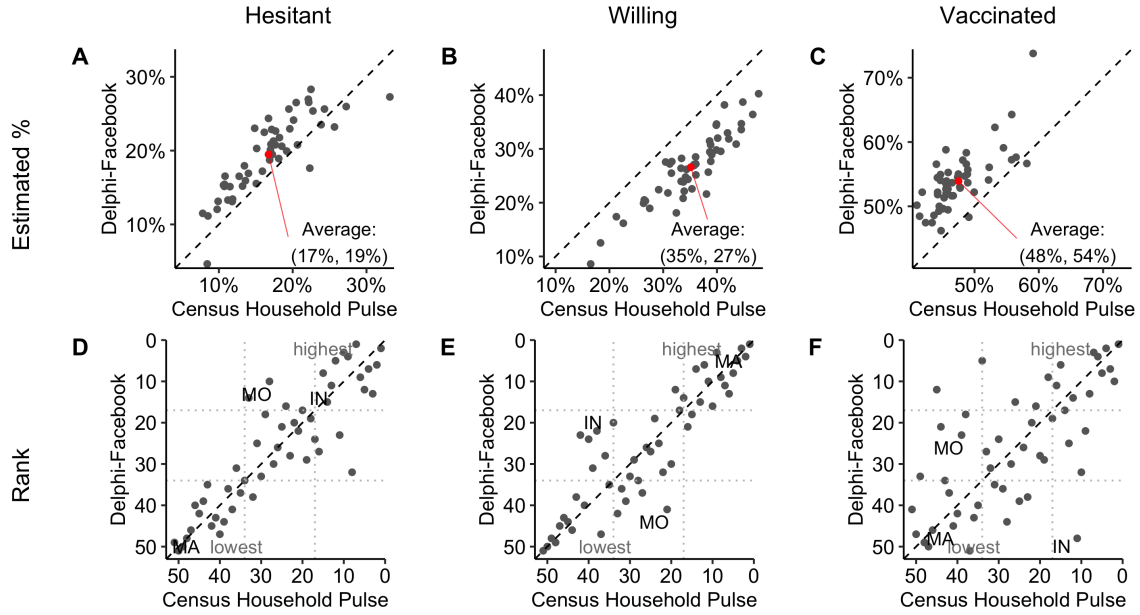 Hesitant
Willing
Vaccinated
Estimated %
A
Delphi-Facebook
30%
20%
10%
Average:
(17%, 19%)
10% 20% 30%
Census Household Pulse
B
Delphi-Facebook
40%
30%
20%
10%
Average:
(35%, 27%)
10% 20% 30% 40%
Census Household Pulse
C
Delphi-Facebook
70%
60%
50%
Average:
(48%, 54%)
50% 60% 70%
Census Household Pulse
Rank
D
Delphi-Facebook
0
10
20
30
40
50
highest
MO
IN
MA
lowest
50 40 30 20 10 0
Census Household Pulse
E
Delphi-Facebook
0
10
20
30
40
50
highest
MA
IN
MO
lowest
50 40 30 20 10 0
Census Household Pulse
F
Delphi-Facebook
0
10
20
30
40
50
highest
MO
MA
lowest
IN
50 40 30 20 10 0
Census Household Pulse